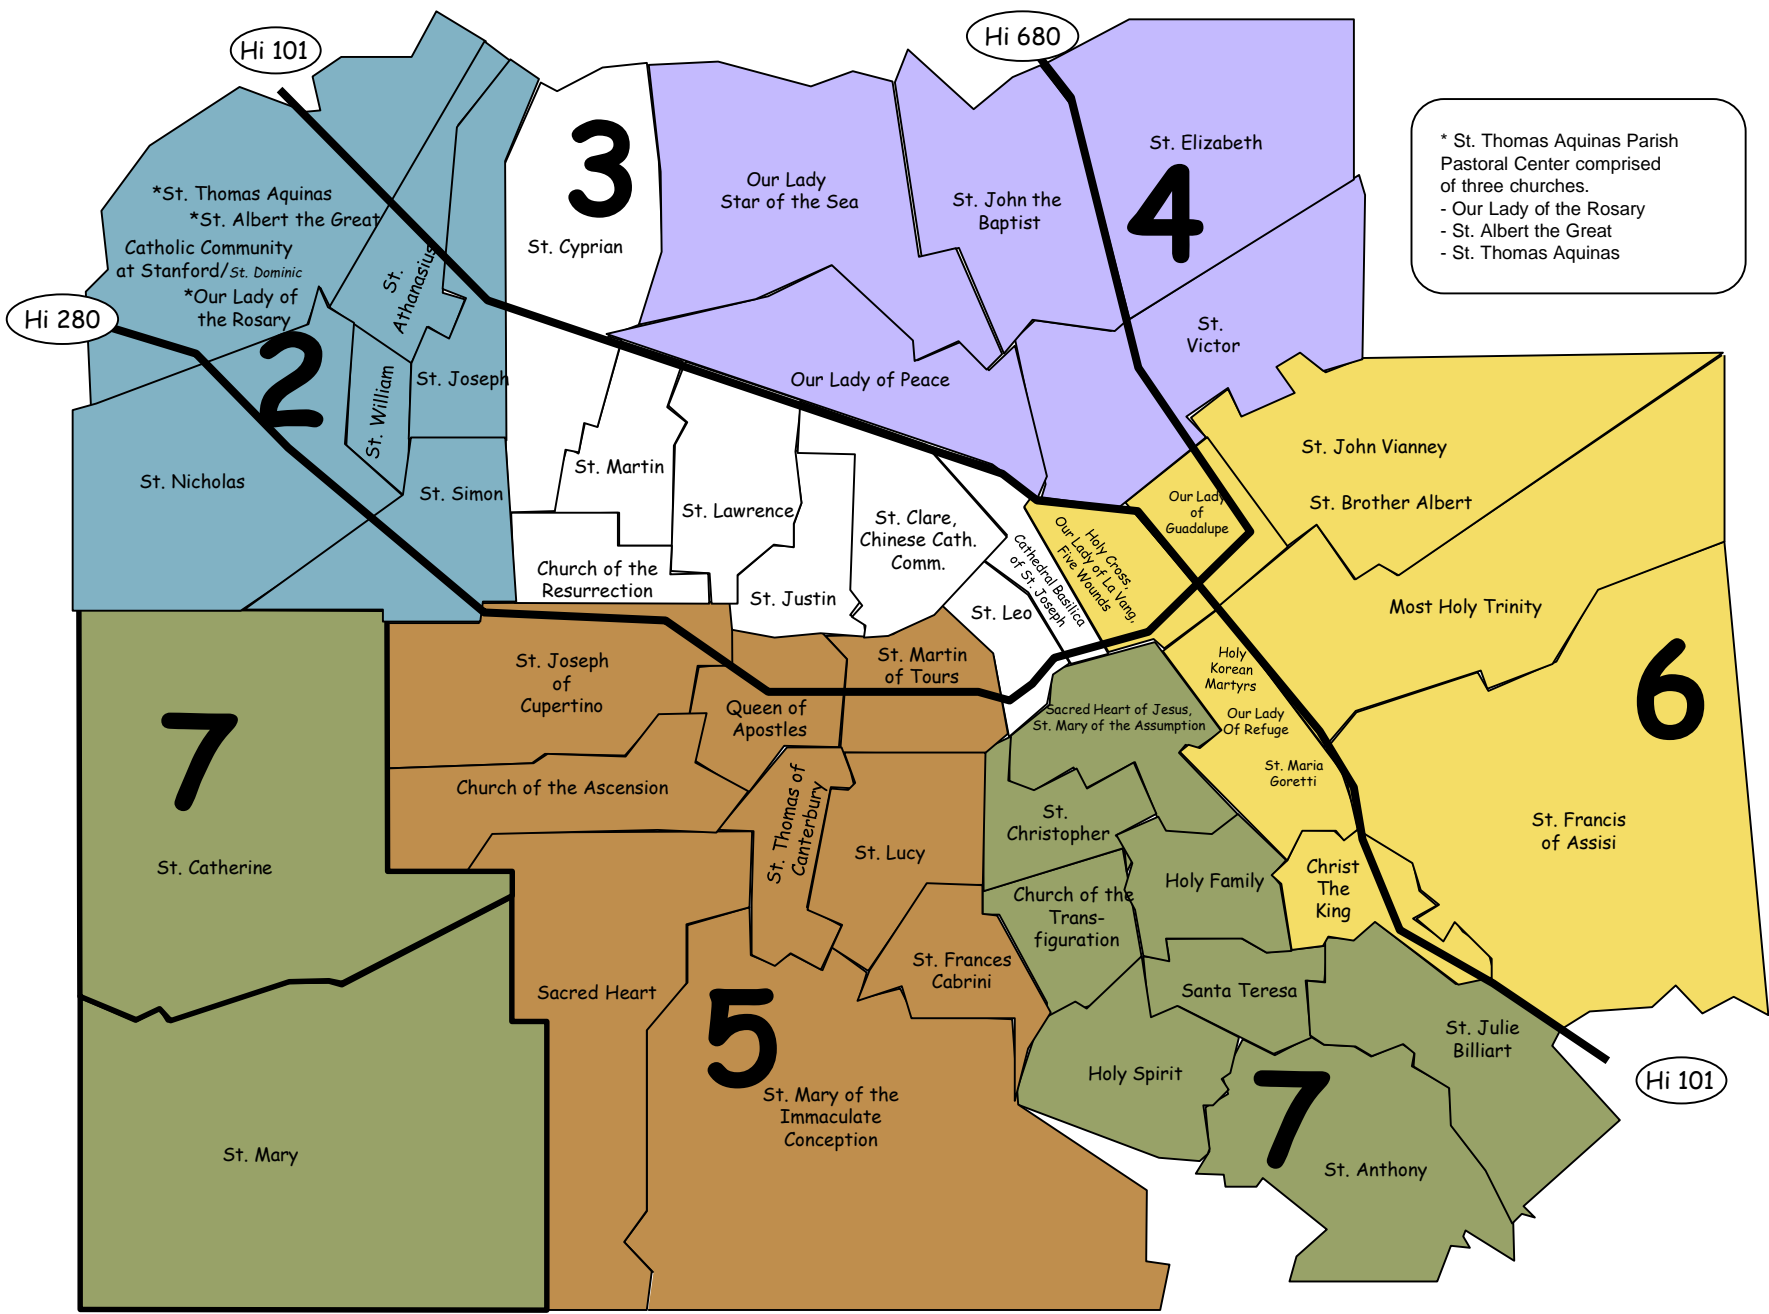 Hi 101
Hi 680
* St. Thomas Aquinas Parish
Pastoral Center comprised
of three churches.
- Our Lady of the Rosary
- St. Albert the Great
- St. Thomas Aquinas
Hi 280
2
*St. Thomas Aquinas
*St. Albert the Great
Catholic Community
at Stanford/St. Dominic
*Our Lady of
the Rosary
St.
Athanasius
St. William
St. Joseph
St. Nicholas
St. Simon
3
St. Cyprian
St. Martin
St. Lawrence
Church of the
Resurrection
St. Justin
St. Clare,
Chinese Cath.
Comm.
St. Leo
Cathedral Basilica
of St. Joseph
4
Our Lady
Star of the Sea
St. John the
Baptist
St. Elizabeth
St.
Victor
Our Lady of Peace
6
St. John Vianney
St. Brother Albert
Our Lady
of
Guadalupe
Holy Cross,
Our Lady of La Vang,
Five Wounds
Most Holy Trinity
Holy
Korean
Martyrs
Our Lady
Of Refuge
St. Maria
Goretti
St. Francis
of Assisi
Christ
The
King
5
St. Joseph
of
Cupertino
Queen of
Apostles
St. Martin
of Tours
Church of the Ascension
St. Thomas of
Canterbury
St. Lucy
St. Frances
Cabrini
Sacred Heart
St. Mary of the
Immaculate
Conception
7
St. Catherine
St. Mary
7
Sacred Heart of Jesus,
St. Mary of the Assumption
St.
Christopher
Church of the
Trans-
figuration
Holy Family
Santa Teresa
Holy Spirit
St. Julie
Billiart
St. Anthony
Hi 101